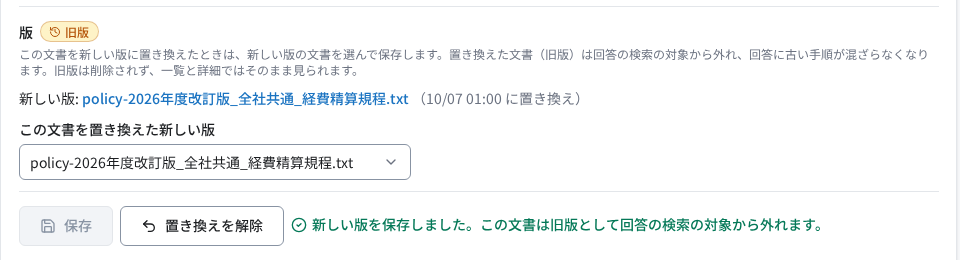 版 旧版
この文書を新しい版に置き換えたときは、新しい版の文書を選んで保存します。置き換えた文書（旧版）は回答の検索の対象から外れ、回答に古い手順が混ざらなくなり
ます。旧版は削除されず、一覧と詳細ではそのまま見られます。
新しい版: policy-2026年度改訂版_全社共通_経費精算規程.txt （10/07 01:00 に置き換え）
この文書を置き換えた新しい版
policy-2026年度改訂版_全社共通_経費精算規程.txt
保存 置き換えを解除 新しい版を保存しました。この文書は旧版として回答の検索の対象から外れます。